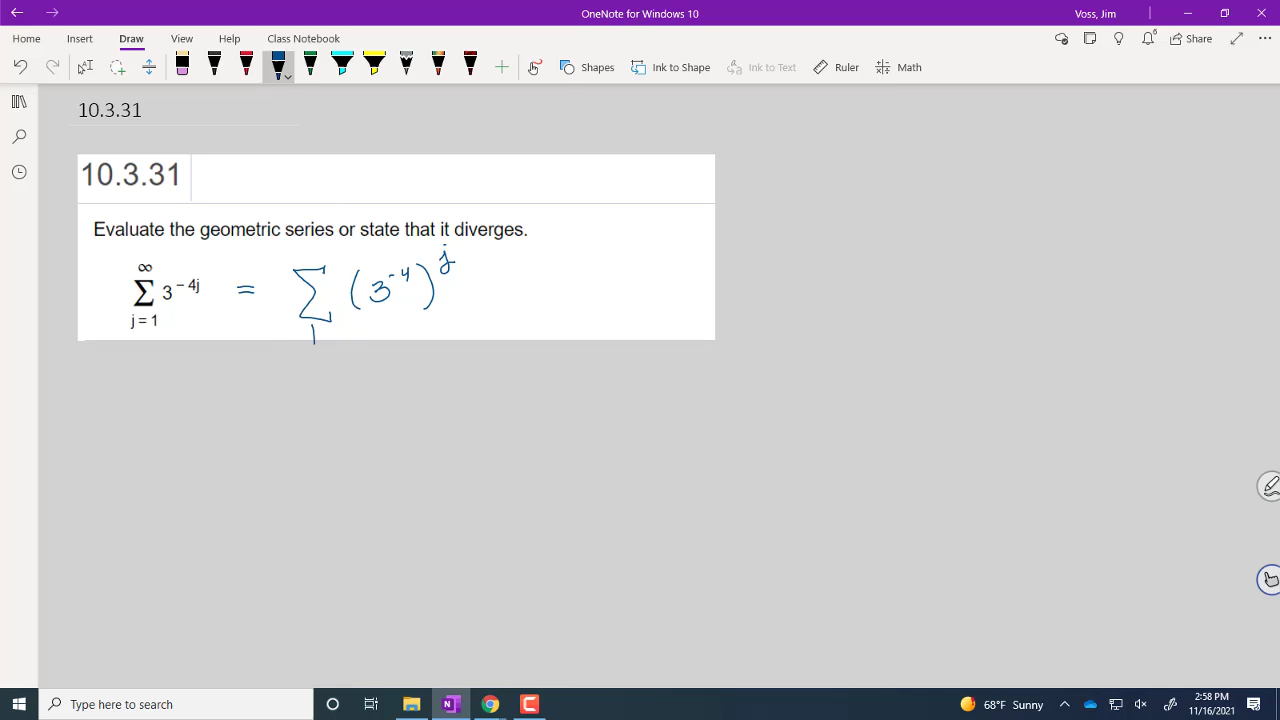 OneNote for Windows 10
Voss, Jim
Home Insert Draw View Help Class Notebook
Share
Shapes Ink to Shape Ink to Text Ruler Math
10.3.31
10.3.31
Evaluate the geometric series or state that it diverges.
∞
Σ 3^{-4j} = Σ (3^{-4})^j
j = 1 1
Type here to search
68°F Sunny
2:58 PM
11/16/2021